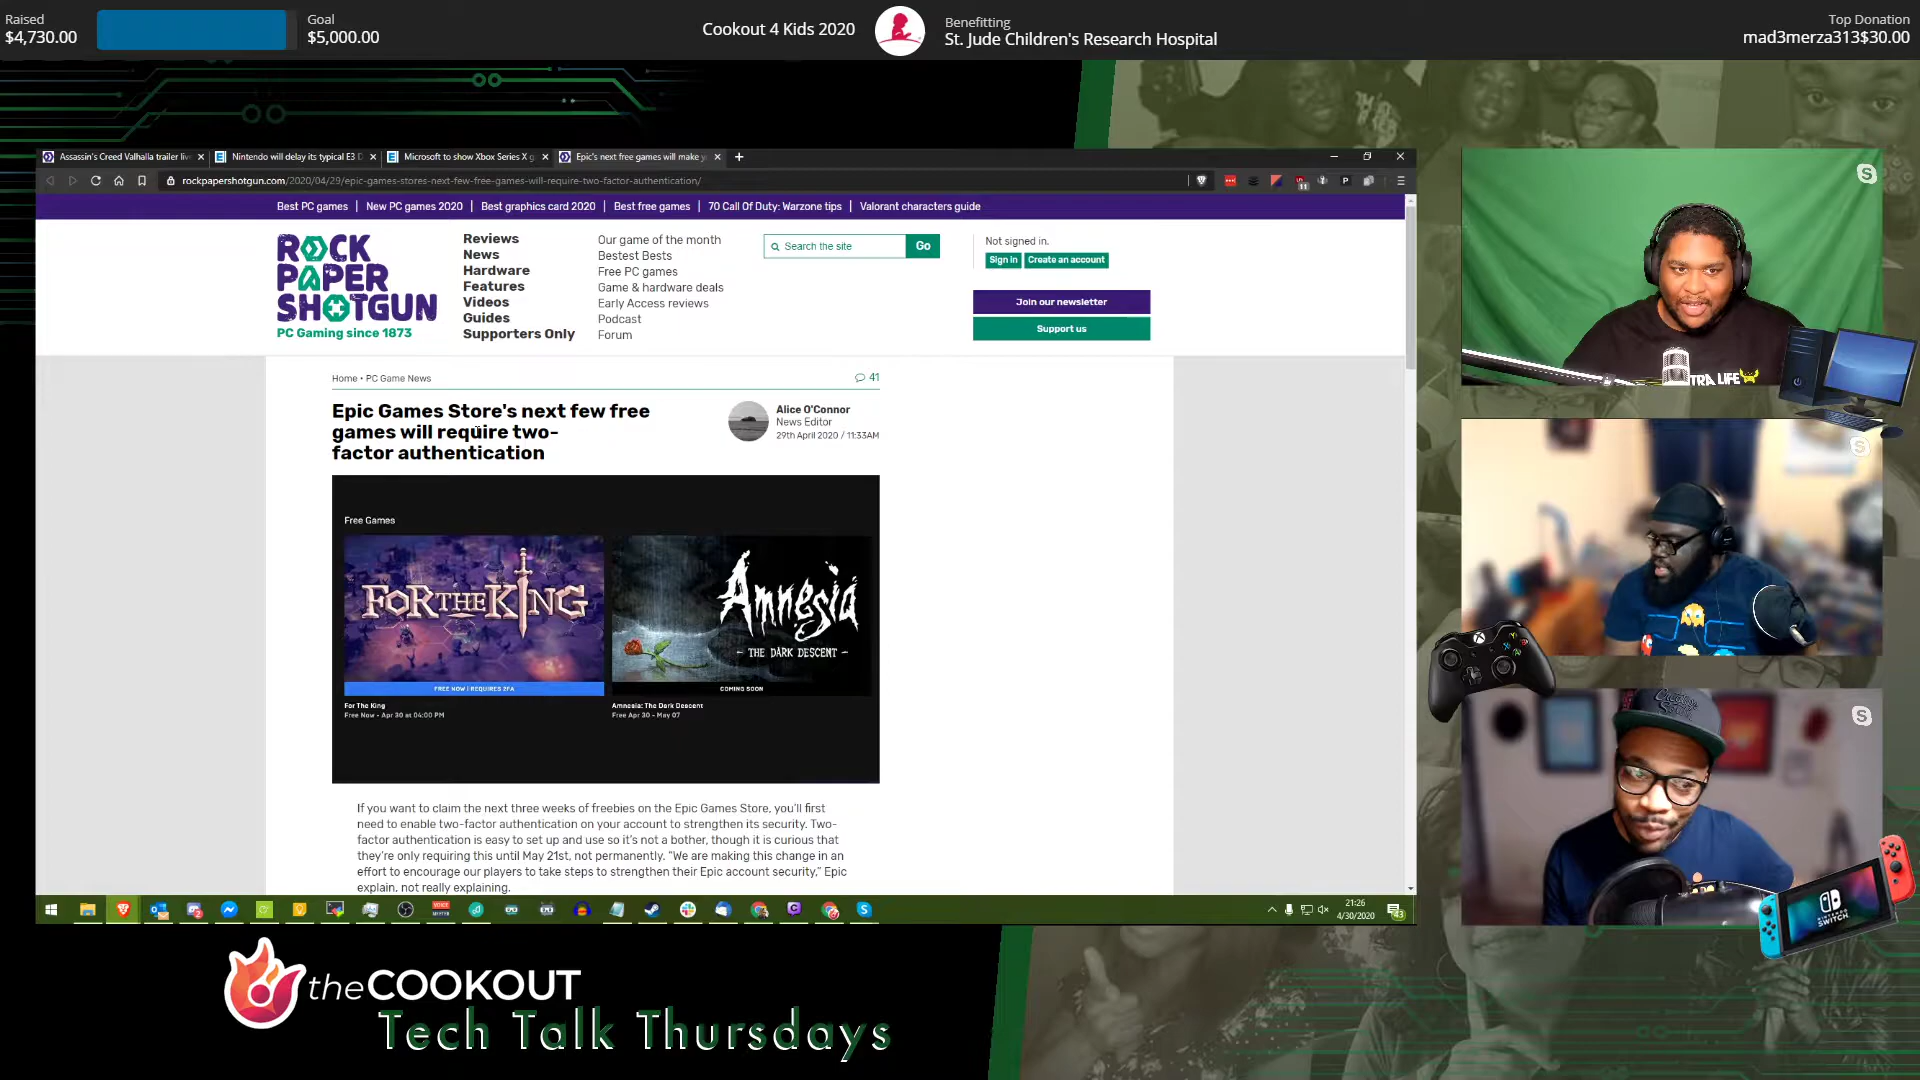 Raised
$4,730.00
Goal
$5,000.00
Cookout 4 Kids 2020
Benefitting
St. Jude Children's Research Hospital
Top Donation
mad3merza313$30.00
Assassin's Creed Valhalla trailer liv
Nintendo will delay its typical E3 D
Microsoft to show Xbox Series X g
Epic's next free games will make y
rockpapershotgun.com/2020/04/29/epic-games-stores-next-few-free-games-will-require-two-factor-authentication/
Best PC games | New PC games 2020 | Best graphics card 2020 | Best free games | 70 Call Of Duty: Warzone tips | Valorant characters guide
ROCK
PAPER
SHOTGUN
PC Gaming since 1873
Reviews
News
Hardware
Features
Videos
Guides
Supporters Only
Our game of the month
Bestest Bests
Free PC games
Game & hardware deals
Early Access reviews
Podcast
Forum
Search the site
Go
Not signed in.
Sign in
Create an account
Join our newsletter
Support us
Home • PC Game News
41
Epic Games Store's next few free
games will require two-
factor authentication
Alice O'Connor
News Editor
29th April 2020 / 11:33AM
Free Games
FOR THE KING
FREE NOW | REQUIRES 2FA
For The King
Free Now - Apr 30 at 04:00 PM
Amnesia
- THE DARK DESCENT -
COMING SOON
Amnesia: The Dark Descent
Free Apr 30 - May 07
If you want to claim the next three weeks of freebies on the Epic Games Store, you'll first
need to enable two-factor authentication on your account to strengthen its security. Two-
factor authentication is easy to set up and use so it's not a bother, though it is curious that
they're only requiring this until May 21st, not permanently. "We are making this change in an
effort to encourage our players to take steps to strengthen their Epic account security," Epic
explain, not really explaining.
21:26
4/30/2020
43
TRA LIFE
NINTENDO
SWITCH
theCOOKOUT
Tech Talk Thursdays